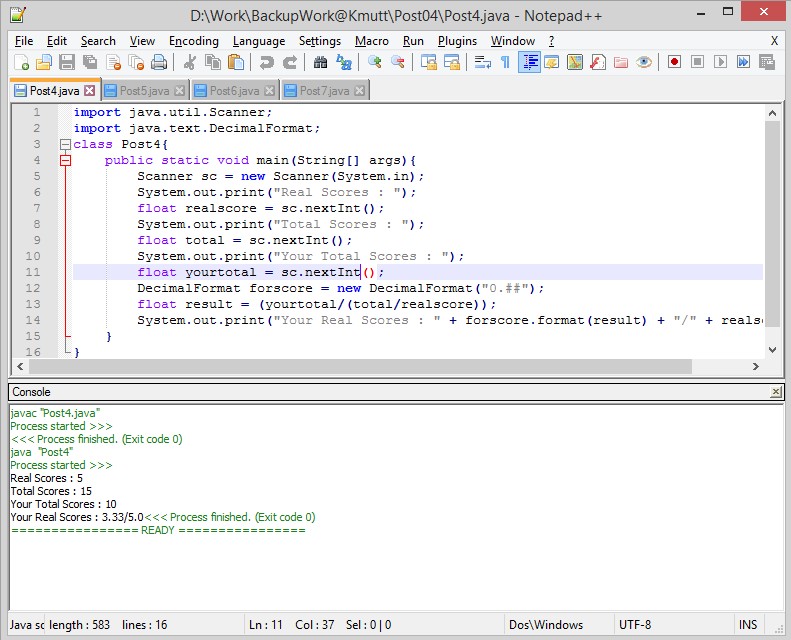 D:\Work\BackupWork@Kmutt\Post04\Post4.java - Notepad++
File Edit Search View Encoding Language Settings Macro Run Plugins Window ? X
Post4.java Post5.java Post6.java Post7.java
1 import java.util.Scanner;
2 import java.text.DecimalFormat;
3 class Post4{
4 public static void main(String[] args){
5 Scanner sc = new Scanner(System.in);
6 System.out.print("Real Scores : ");
7 float realscore = sc.nextInt();
8 System.out.print("Total Scores : ");
9 float total = sc.nextInt();
10 System.out.print("Your Total Scores : ");
11 float yourtotal = sc.nextInt();
12 DecimalFormat forscore = new DecimalFormat("0.##");
13 float result = (yourtotal/(total/realscore));
14 System.out.print("Your Real Scores : " + forscore.format(result) + "/" + reals
15 }
16 }
Console
javac "Post4.java"
Process started >>>
<<< Process finished. (Exit code 0)
java "Post4"
Process started >>>
Real Scores : 5
Total Scores : 15
Your Total Scores : 10
Your Real Scores : 3.33/5.0<<< Process finished. (Exit code 0)
================ READY ================
Java sc length : 583 lines : 16 Ln : 11 Col : 37 Sel : 0 | 0 Dos\Windows UTF-8 INS